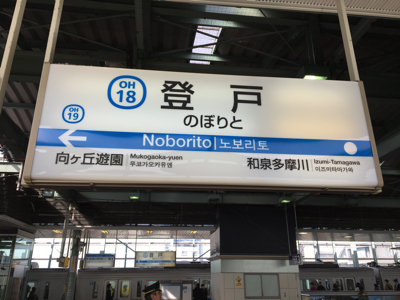 OH
18
登戸
のぼりと
OH
19
Noborito 노보리토
向ヶ丘遊園
Mukogaoka-yuen
무코가오카유엔
和泉多摩川
Izumi-Tamagawa
이즈미타마가와